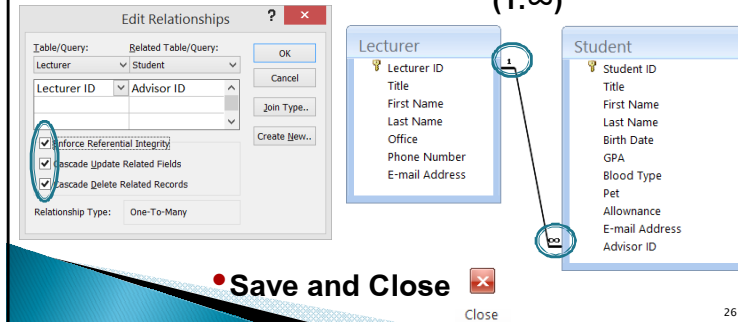 (1:∞)
Edit Relationships
?
Table/Query:
Related Table/Query:
Lecturer
Student
Lecturer ID
Advisor ID
Enforce Referential Integrity
Cascade Update Related Fields
Cascade Delete Related Records
Relationship Type:
One-To-Many
OK
Cancel
Join Type..
Create New..
Lecturer
Lecturer ID
Title
First Name
Last Name
Office
Phone Number
E-mail Address
1
∞
Student
Student ID
Title
First Name
Last Name
Birth Date
GPA
Blood Type
Pet
Allownance
E-mail Address
Advisor ID
•Save and Close
Close
26